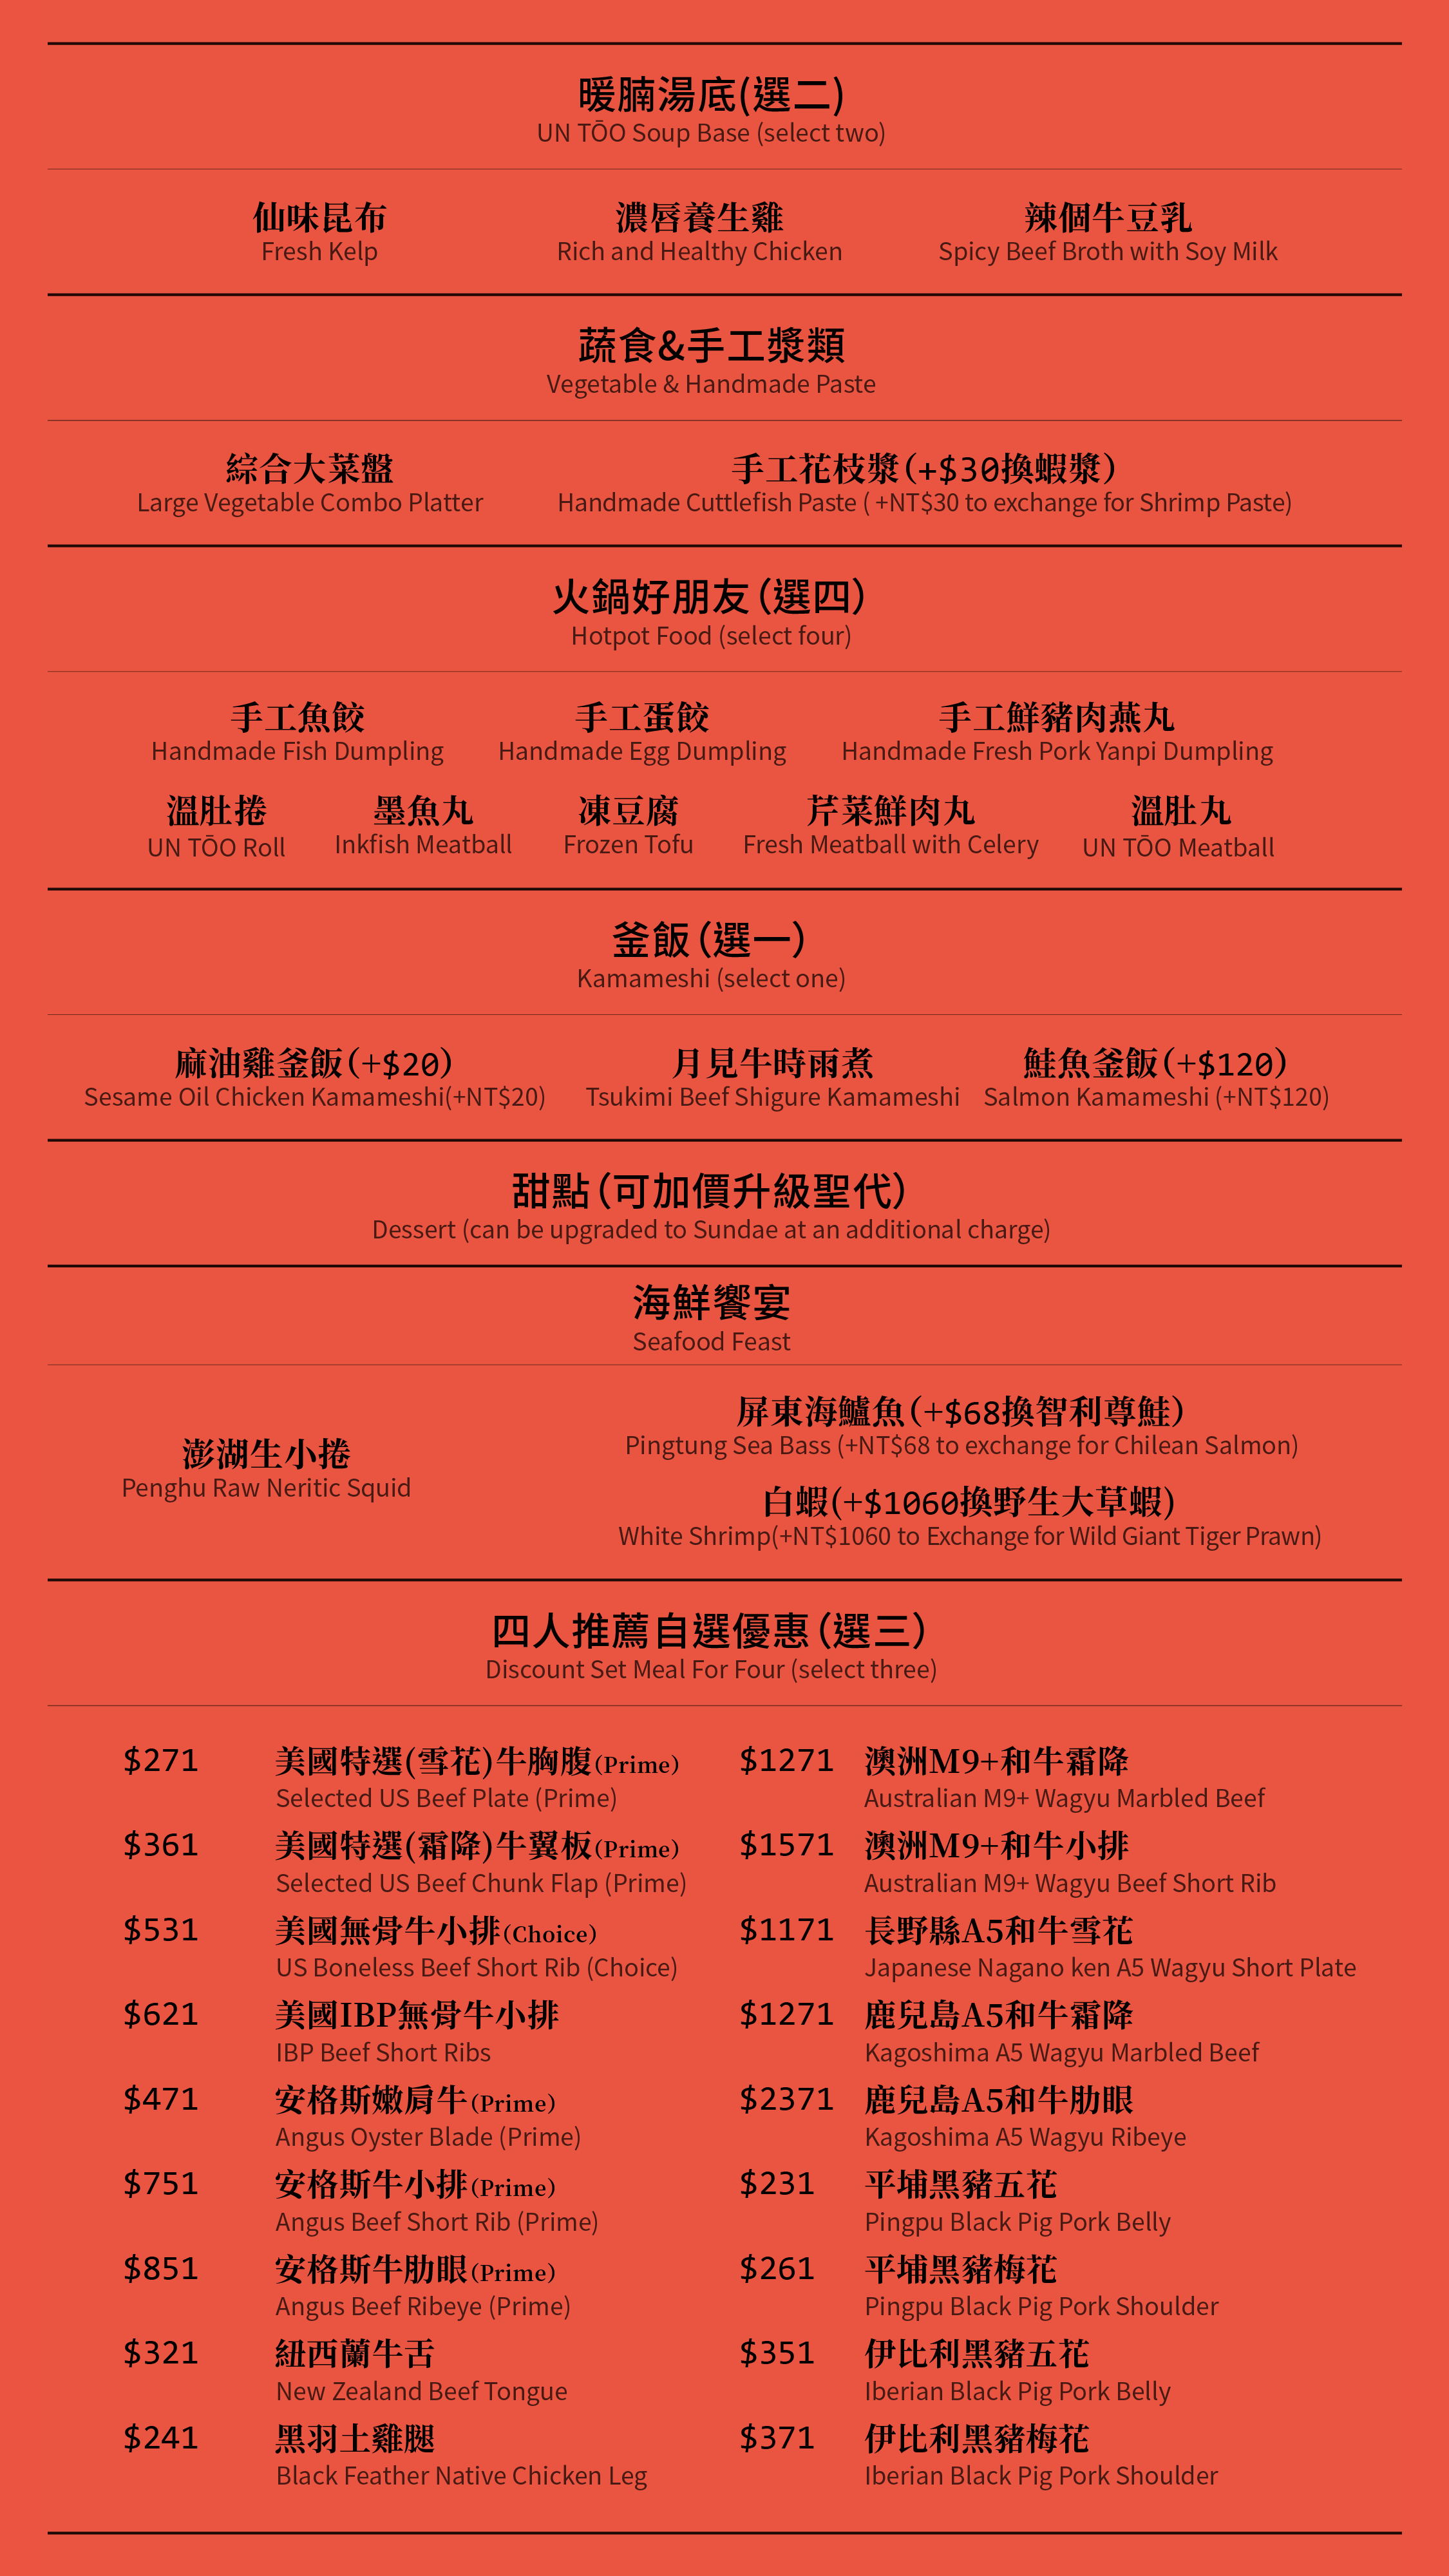 暖腩湯底(選二)
UN TŌO Soup Base (select two)
仙味昆布
Fresh Kelp
濃唇養生雞
Rich and Healthy Chicken
辣個牛豆乳
Spicy Beef Broth with Soy Milk
蔬食&手工漿類
Vegetable & Handmade Paste
綜合大菜盤
Large Vegetable Combo Platter
手工花枝漿(+$30換蝦漿)
Handmade Cuttlefish Paste ( +NT$30 to exchange for Shrimp Paste)
火鍋好朋友(選四)
Hotpot Food (select four)
手工魚餃
Handmade Fish Dumpling
手工蛋餃
Handmade Egg Dumpling
手工鮮豬肉燕丸
Handmade Fresh Pork Yanpi Dumpling
溫肚捲
UN TŌO Roll
墨魚丸
Inkfish Meatball
凍豆腐
Frozen Tofu
芹菜鮮肉丸
Fresh Meatball with Celery
溫肚丸
UN TŌO Meatball
釜飯(選一)
Kamameshi (select one)
麻油雞釜飯(+$20)
Sesame Oil Chicken Kamameshi(+NT$20)
月見牛時雨煮
Tsukimi Beef Shigure Kamameshi
鮭魚釜飯(+$120)
Salmon Kamameshi (+NT$120)
甜點(可加價升級聖代)
Dessert (can be upgraded to Sundae at an additional charge)
海鮮饗宴
Seafood Feast
澎湖生小捲
Penghu Raw Neritic Squid
屏東海鱸魚(+$68換智利尊鮭)
Pingtung Sea Bass (+NT$68 to exchange for Chilean Salmon)
白蝦(+$1060換野生大草蝦)
White Shrimp(+NT$1060 to Exchange for Wild Giant Tiger Prawn)
四人推薦自選優惠(選三)
Discount Set Meal For Four (select three)
$271 美國特選(雪花)牛胸腹(Prime)
Selected US Beef Plate (Prime)
$361 美國特選(霜降)牛翼板(Prime)
Selected US Beef Chunk Flap (Prime)
$531 美國無骨牛小排(Choice)
US Boneless Beef Short Rib (Choice)
$621 美國IBP無骨牛小排
IBP Beef Short Ribs
$471 安格斯嫩肩牛(Prime)
Angus Oyster Blade (Prime)
$751 安格斯牛小排(Prime)
Angus Beef Short Rib (Prime)
$851 安格斯牛肋眼(Prime)
Angus Beef Ribeye (Prime)
$321 紐西蘭牛舌
New Zealand Beef Tongue
$241 黑羽土雞腿
Black Feather Native Chicken Leg
$1271 澳洲M9+和牛霜降
Australian M9+ Wagyu Marbled Beef
$1571 澳洲M9+和牛小排
Australian M9+ Wagyu Beef Short Rib
$1171 長野縣A5和牛雪花
Japanese Nagano ken A5 Wagyu Short Plate
$1271 鹿兒島A5和牛霜降
Kagoshima A5 Wagyu Marbled Beef
$2371 鹿兒島A5和牛肋眼
Kagoshima A5 Wagyu Ribeye
$231 平埔黑豬五花
Pingpu Black Pig Pork Belly
$261 平埔黑豬梅花
Pingpu Black Pig Pork Shoulder
$351 伊比利黑豬五花
Iberian Black Pig Pork Belly
$371 伊比利黑豬梅花
Iberian Black Pig Pork Shoulder